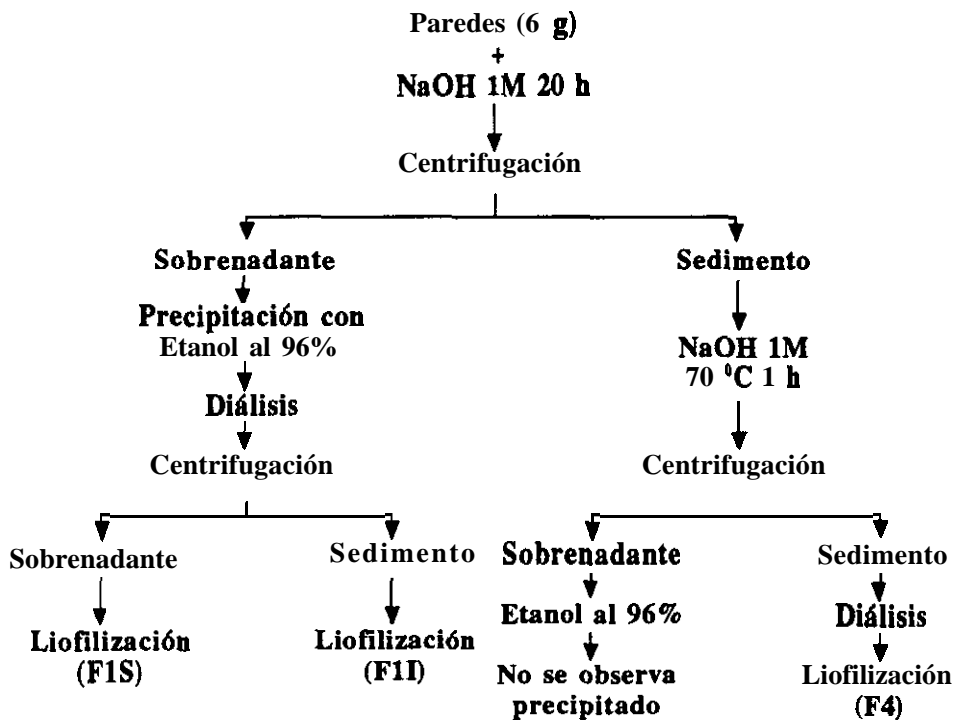 Paredes (6 g)
+
NaOH 1M 20 h
Centrifugación
Sobrenadante
Precipitación con
Etanol al 96%
Diálisis
Centrifugación
Sobrenadante
Liofilización
(F1S)
Sedimento
Liofilización
(F1I)
Sedimento
NaOH 1M
70 ⁰C 1 h
Centrifugación
Sobrenadante
Etanol al 96%
No se observa
precipitado
Sedimento
Diálisis
Liofilización
(F4)